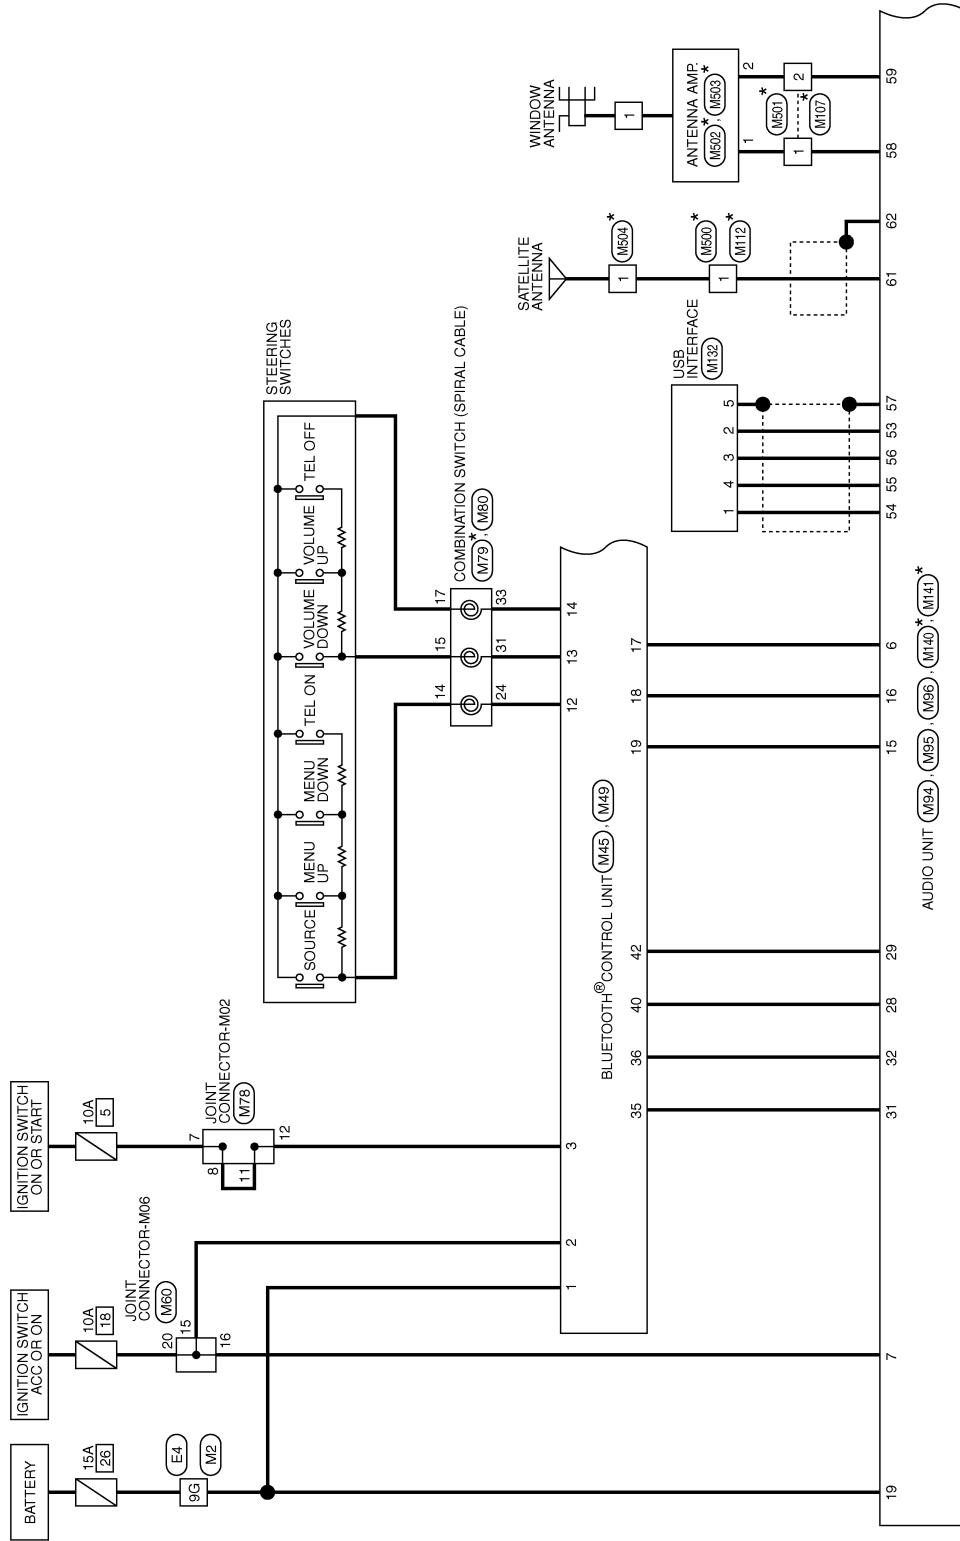 BATTERY
15A
26
E4
9G
M2
19
IGNITION SWITCH
ACC OR ON
10A
18
JOINT
CONNECTOR-M06
M60
20
15
16
7
IGNITION SWITCH
ON OR START
10A
5
JOINT
CONNECTOR-M02
M78
7
8
11
12
STEERING
SWITCHES
SOURCE
MENU
UP
MENU
DOWN
TEL ON
VOLUME
DOWN
VOLUME
UP
TEL OFF
COMBINATION SWITCH (SPIRAL CABLE)
M79 * , M80
14
15
17
24
31
33
1
2
3
12
13
14
BLUETOOTH® CONTROL UNIT M45 , M49
35
36
40
42
19
18
17
31
32
28
29
15
16
6
USB
INTERFACE
M132
1
4
3
2
5
54
55
56
53
57
SATELLITE
ANTENNA
1
M504 *
1
M500 *
M112 *
61
62
WINDOW
ANTENNA
1
ANTENNA AMP.
M502 * , M503 *
1
2
1
2
M501 *
M107 *
58
59
AUDIO UNIT M94 , M95 , M96 , M140 * , M141 *